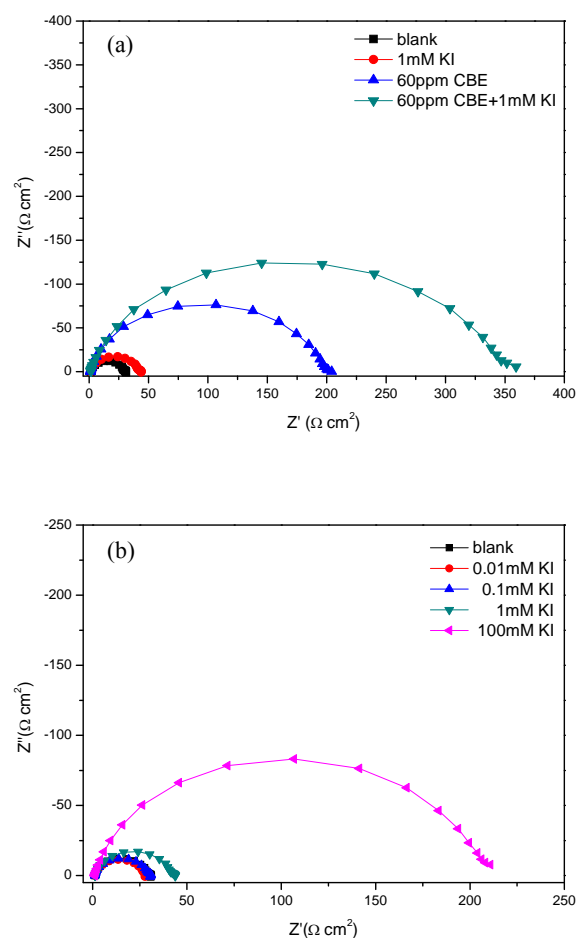 (a)
blank
1mM KI
60ppm CBE
60ppm CBE+1mM KI
-400
-350
-300
-250
-200
-150
-100
-50
0
Z''(Ω cm²)
0 50 100 150 200 250 300 350 400
Z' (Ω cm²)
(b)
blank
0.01mM KI
0.1mM KI
1mM KI
100mM KI
-250
-200
-150
-100
-50
0
Z''(Ω cm²)
0 50 100 150 200 250
Z'(Ω cm²)